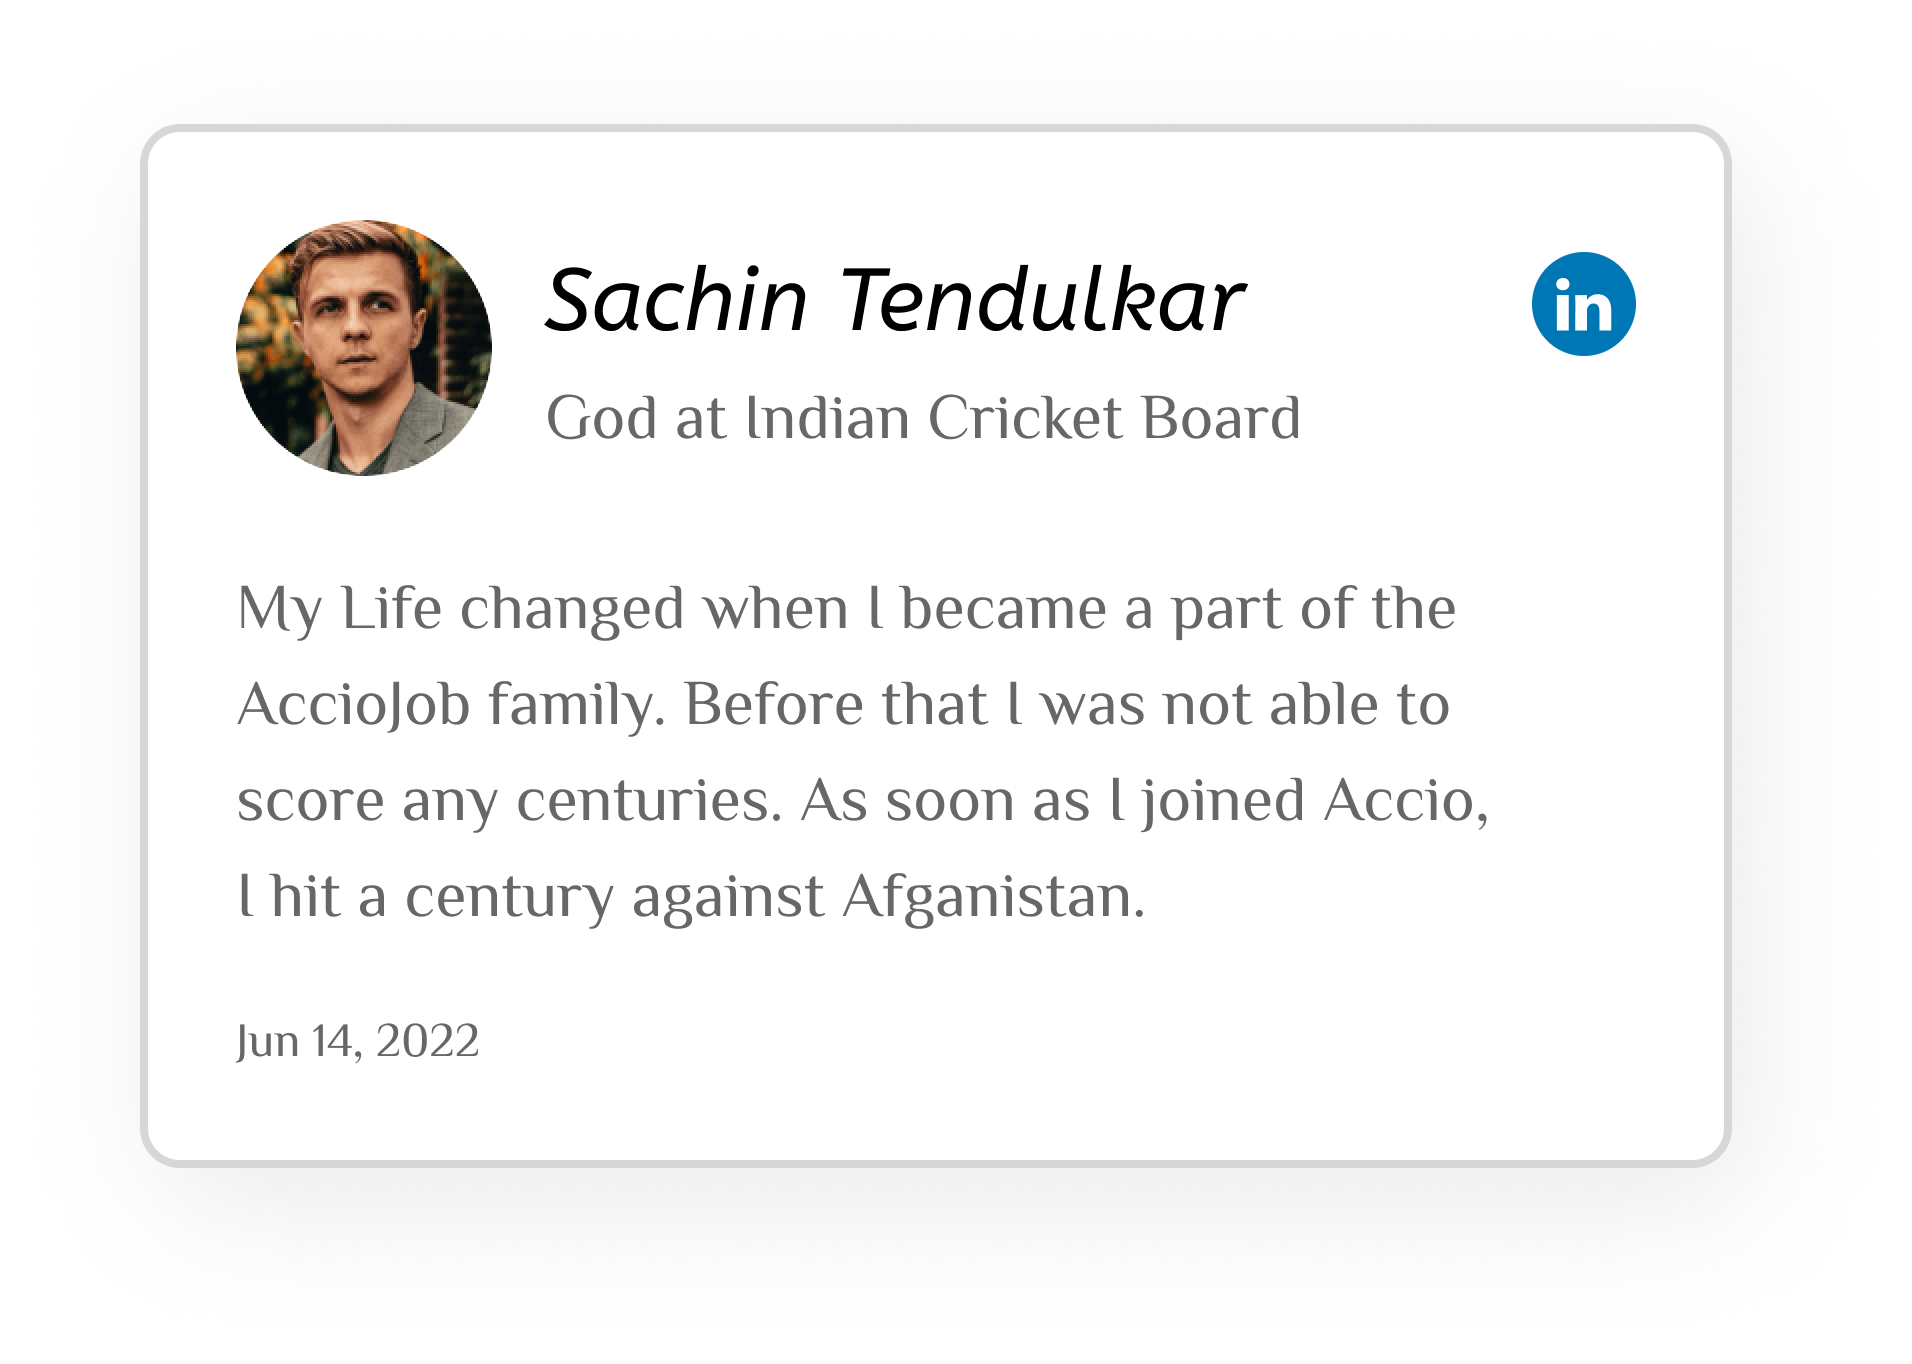 Sachin Tendulkar
in
God at Indian Cricket Board
My Life changed when I became a part of the
AccioJob family. Before that I was not able to
score any centuries. As soon as I joined Accio,
I hit a century against Afganistan.
Jun 14, 2022